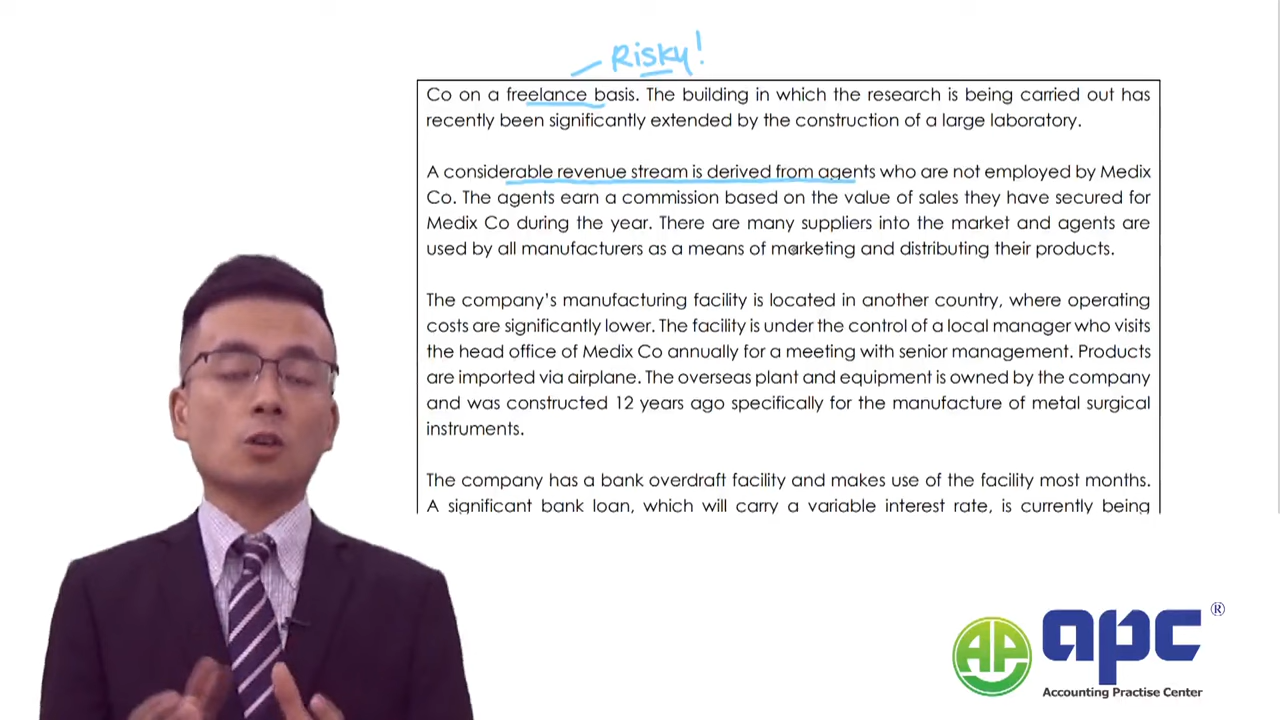 Risky!
Co on a freelance basis. The building in which the research is being carried out has
recently been significantly extended by the construction of a large laboratory.
A considerable revenue stream is derived from agents who are not employed by Medix
Co. The agents earn a commission based on the value of sales they have secured for
Medix Co during the year. There are many suppliers into the market and agents are
used by all manufacturers as a means of marketing and distributing their products.
The company's manufacturing facility is located in another country, where operating
costs are significantly lower. The facility is under the control of a local manager who visits
the head office of Medix Co annually for a meeting with senior management. Products
are imported via airplane. The overseas plant and equipment is owned by the company
and was constructed 12 years ago specifically for the manufacture of metal surgical
instruments.
The company has a bank overdraft facility and makes use of the facility most months.
A significant bank loan, which will carry a variable interest rate, is currently being
AP
apc®
Accounting Practise Center